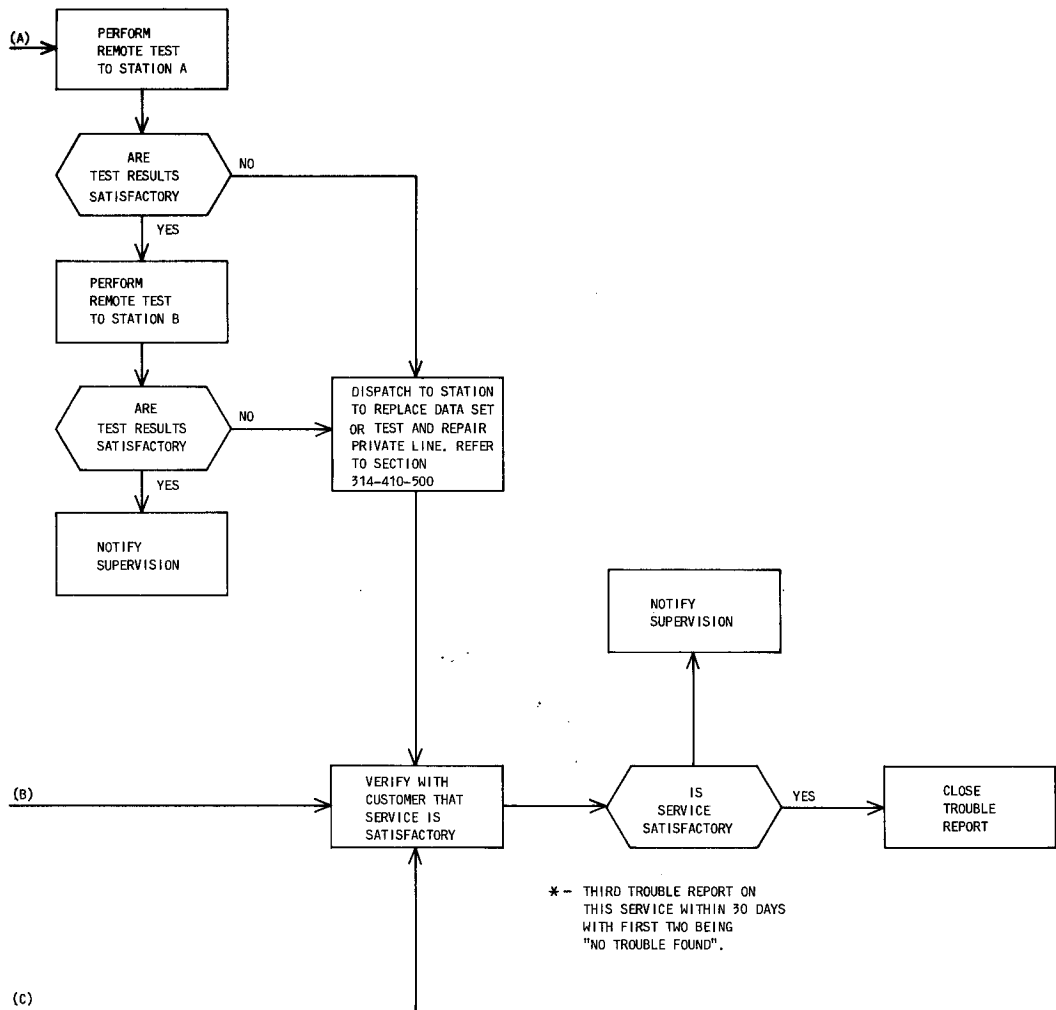 (A)
PERFORM
REMOTE TEST
TO STATION A
ARE
TEST RESULTS
SATISFACTORY
NO
YES
PERFORM
REMOTE TEST
TO STATION B
ARE
TEST RESULTS
SATISFACTORY
NO
YES
DISPATCH TO STATION
TO REPLACE DATA SET
OR TEST AND REPAIR
PRIVATE LINE. REFER
TO SECTION
314-410-500
NOTIFY
SUPERVISION
NOTIFY
SUPERVISION
(B)
VERIFY WITH
CUSTOMER THAT
SERVICE IS
SATISFACTORY
IS
SERVICE
SATISFACTORY
YES
CLOSE
TROUBLE
REPORT
* - THIRD TROUBLE REPORT ON
THIS SERVICE WITHIN 30 DAYS
WITH FIRST TWO BEING
"NO TROUBLE FOUND".
(C)